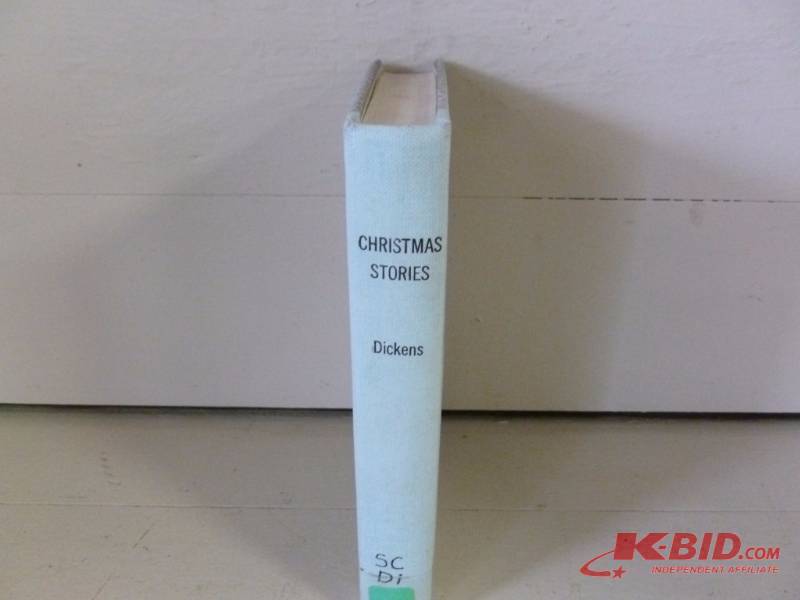 CHRISTMAS
STORIES
Dickens
SC
Di
K-BID.COM
INDEPENDENT AFFILIATE